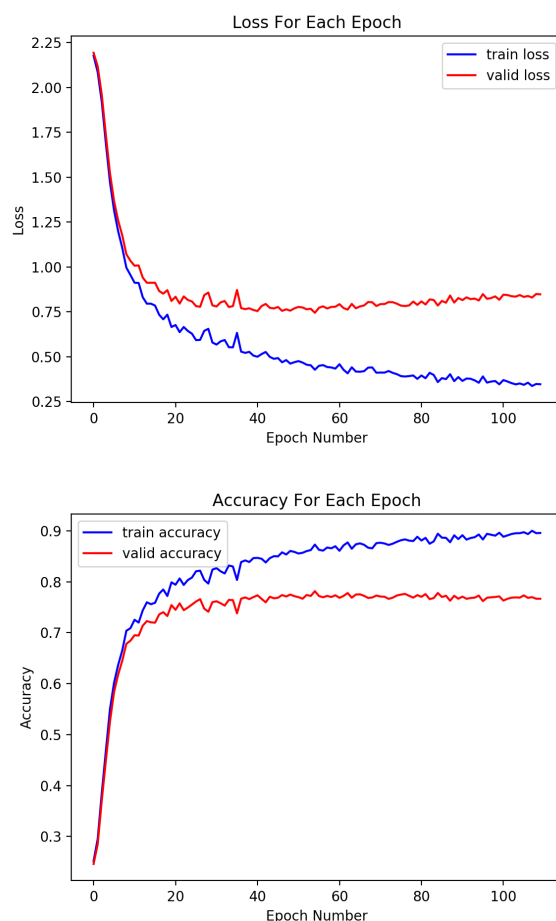 Loss For Each Epoch
2.25
2.00
1.75
1.50
1.25
1.00
0.75
0.50
0.25
Loss
train loss
valid loss
0 20 40 60 80 100
Epoch Number
Accuracy For Each Epoch
0.9
0.8
0.7
0.6
0.5
0.4
0.3
Accuracy
train accuracy
valid accuracy
0 20 40 60 80 100
Epoch Number